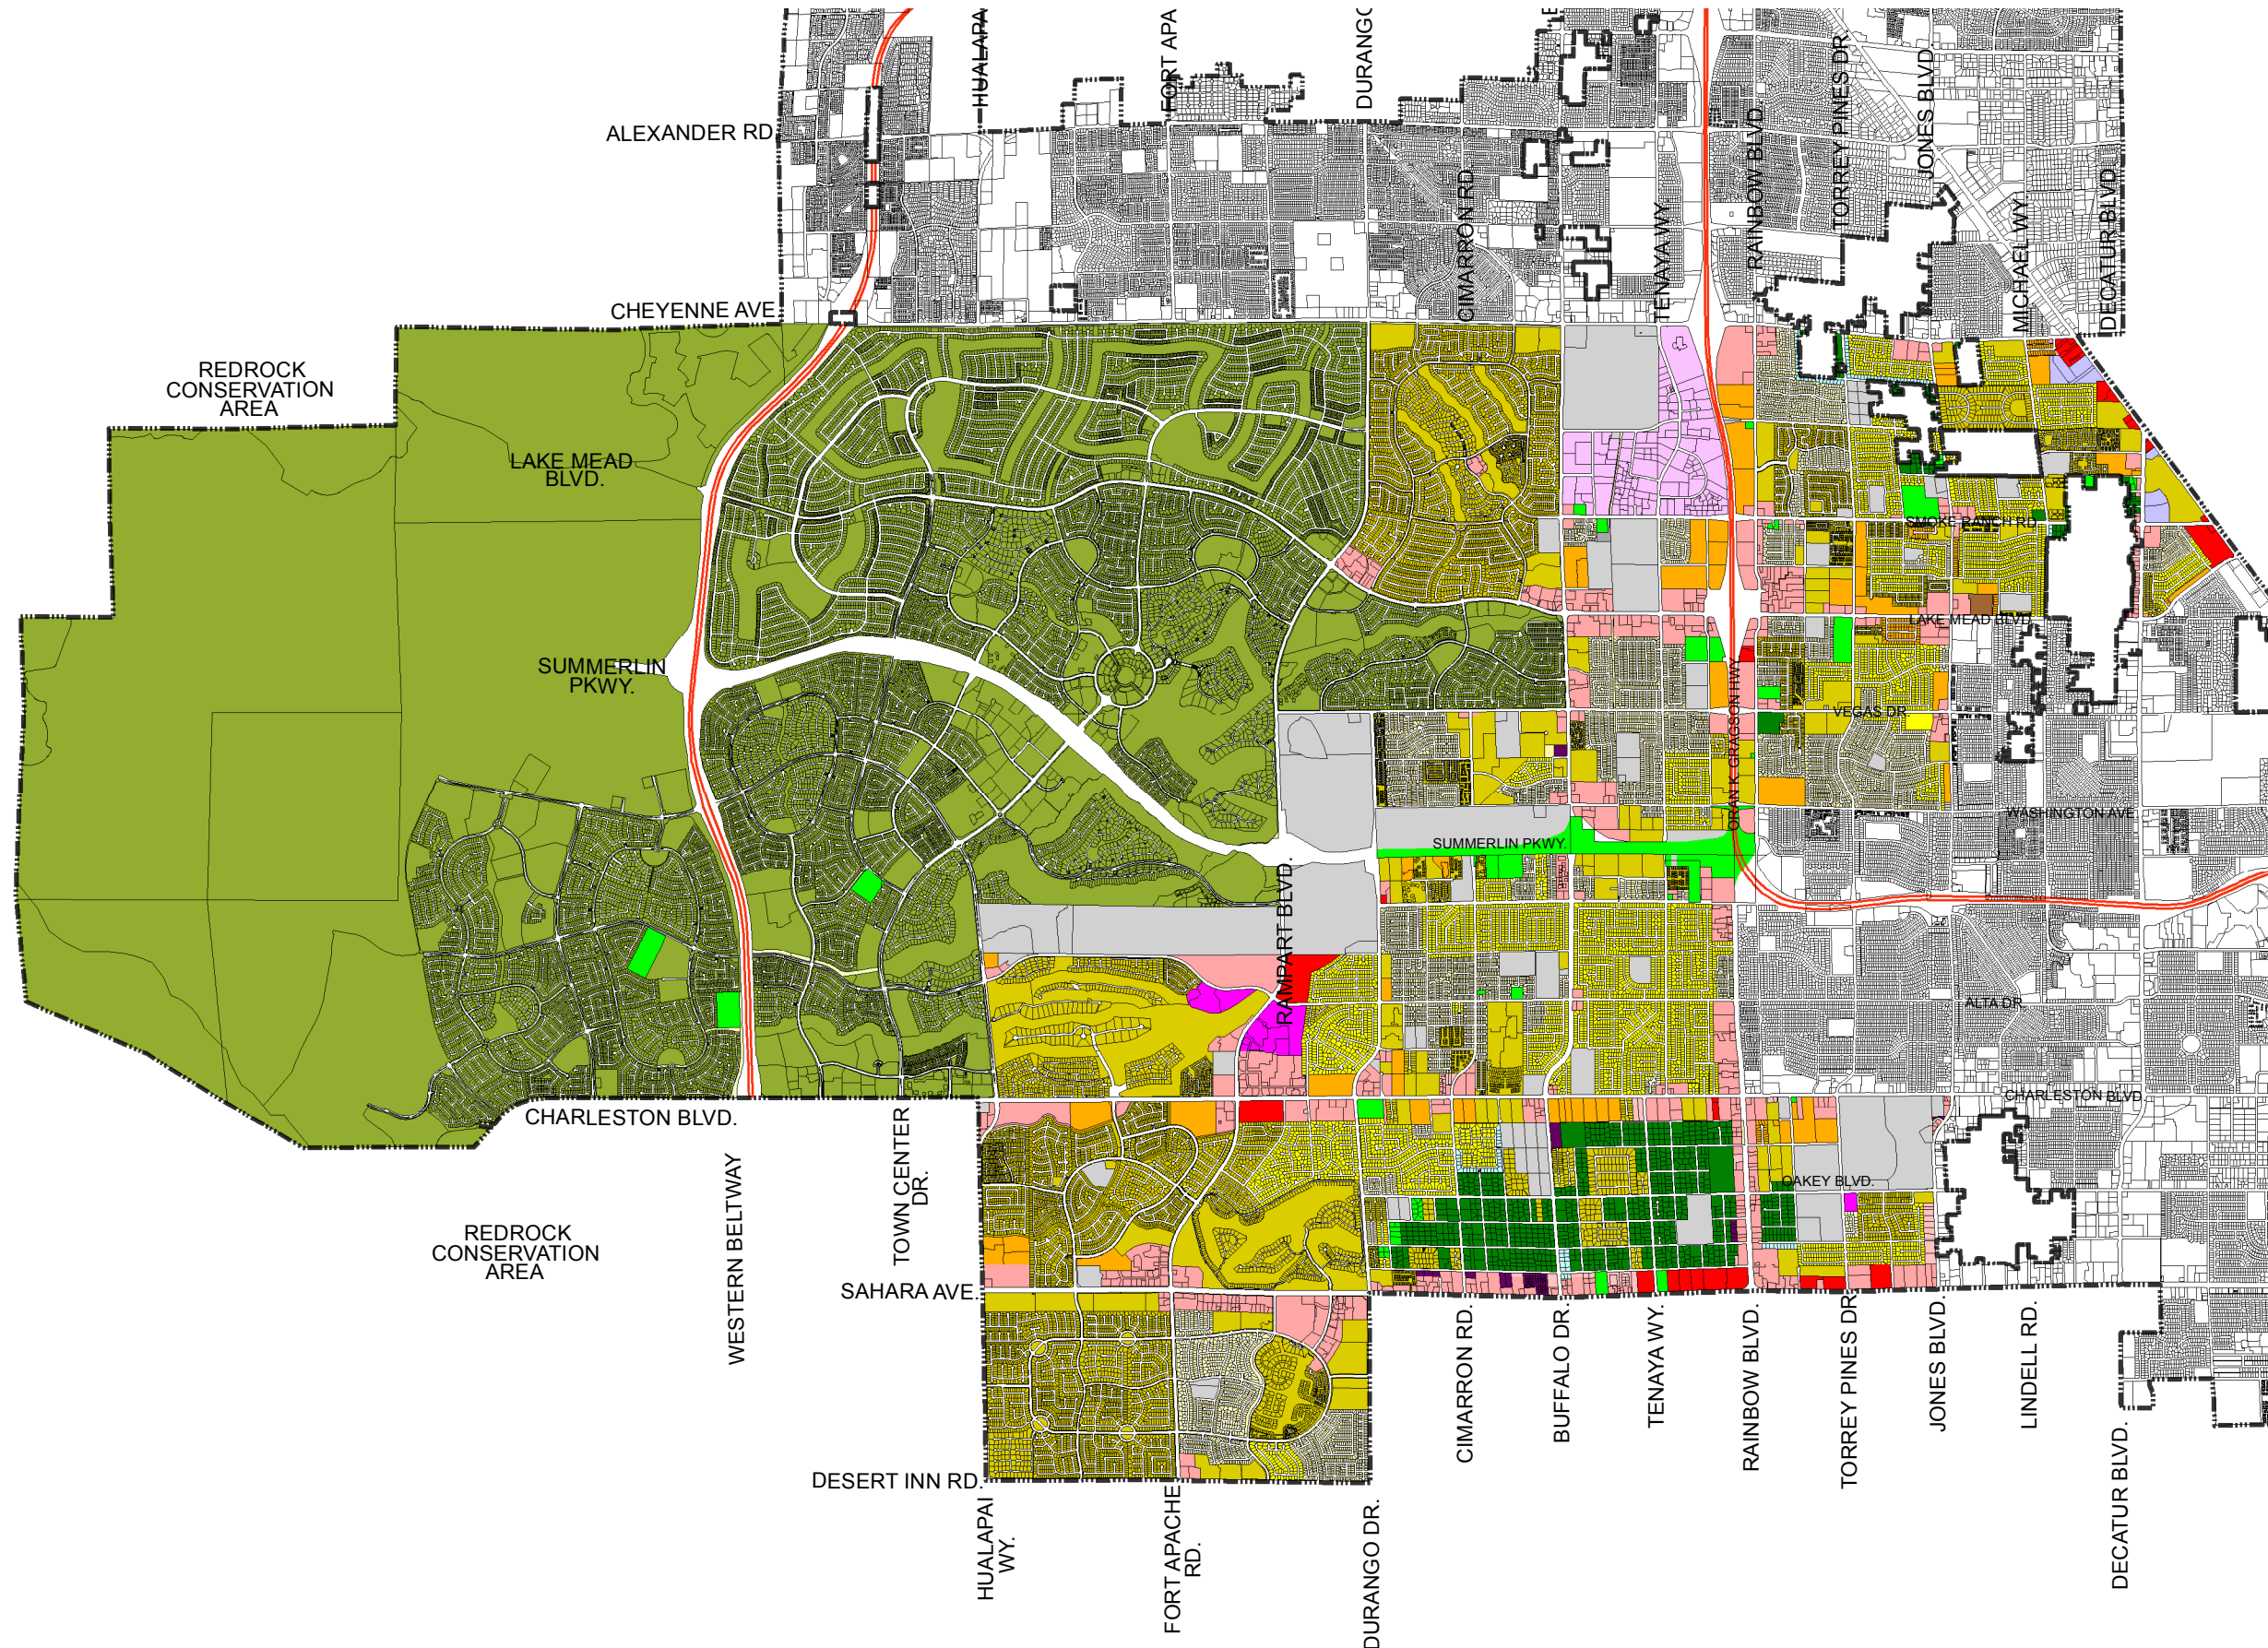 HUALAPA
FORT APA
DURANGO
ALEXANDER RD
CIMARRON RD.
TENAYA WY.
RAINBOW BLVD.
TORREY PINES DR
JONES BLVD.
MICHAEL WY.
DECATUR BLVD.
CHEYENNE AVE
REDROCK
CONSERVATION
AREA
LAKE MEAD
BLVD.
SMOKE RANCH RD
LAKE MEAD BLVD.
SUMMERLIN
PKWY.
ORAN K GRAGSON HWY
VEGAS DR.
WASHINGTON AVE.
SUMMERLIN PKWY.
RAMPART BLVD.
ALTA DR.
CHARLESTON BLVD.
CHARLESTON BLVD.
OAKEY BLVD.
WESTERN BELTWAY
TOWN CENTER
DR.
REDROCK
CONSERVATION
AREA
SAHARA AVE.
CIMARRON RD.
BUFFALO DR.
TENAYA WY.
RAINBOW BLVD.
TORREY PINES DR.
JONES BLVD.
LINDELL RD.
DECATUR BLVD.
DESERT INN RD.
HUALAPAI
WY.
FORT APACHE
RD.
DURANGO DR.